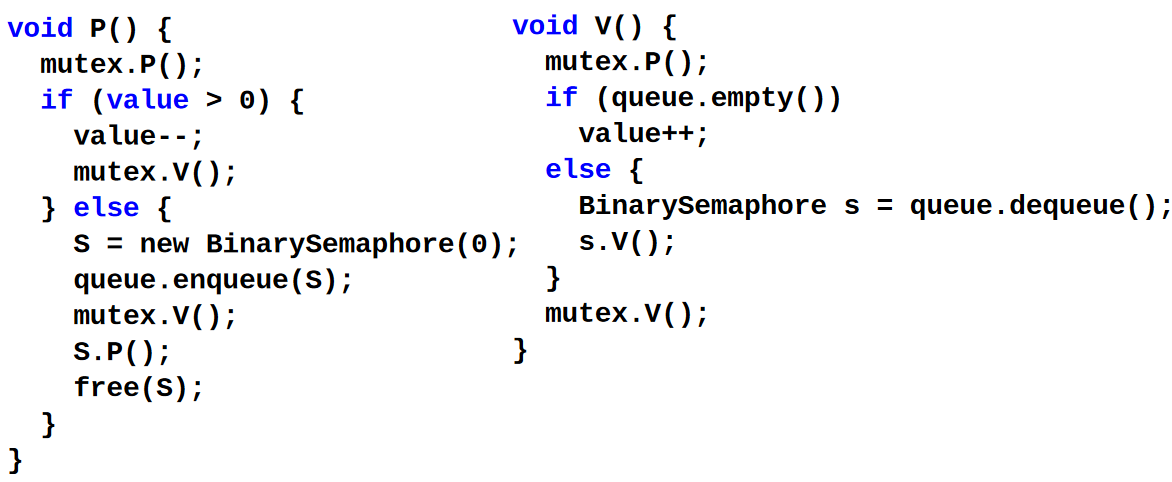 void P() {
  mutex.P();
  if (value > 0) {
    value--;
    mutex.V();
  } else {
    S = new BinarySemaphore(0);
    queue.enqueue(S);
    mutex.V();
    S.P();
    free(S);
  }
}
void V() {
  mutex.P();
  if (queue.empty())
    value++;
  else {
    BinarySemaphore s = queue.dequeue();
    s.V();
  }
  mutex.V();
}